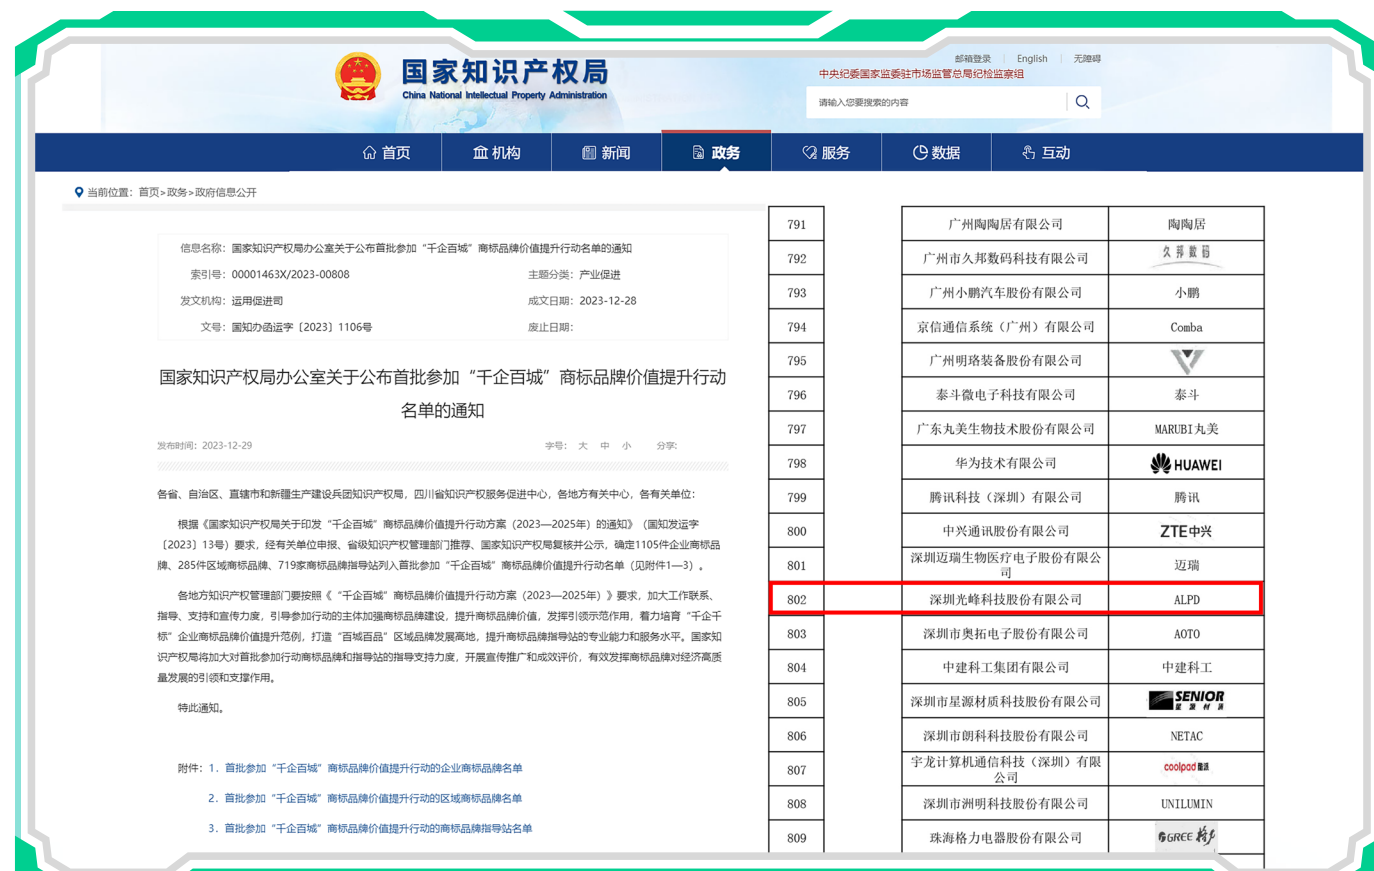 国家知识产权局
China National Intellectual Property Administration
邮箱登录 English 无障碍
中央纪委国家监委驻市场监管总局纪检监察组
请输入您要搜索的内容
首页 机构 新闻 政务 服务 数据 互动
当前位置：首页>政务>政府信息公开
信息名称：国家知识产权局办公室关于公布首批参加“千企百城”商标品牌价值提升行动名单的通知
索引号：00001463X/2023-00808 主题分类：产业促进
发文机构：运用促进司 成文日期：2023-12-28
文号：国知办函运字〔2023〕1106号 废止日期：
国家知识产权局办公室关于公布首批参加“千企百城”商标品牌价值提升行动
名单的通知
发布时间：2023-12-29 字号： 大 中 小 分享:
各省、自治区、直辖市和新疆生产建设兵团知识产权局，四川省知识产权服务促进中心，各地方有关中心，各有关单位：
根据《国家知识产权局关于印发“千企百城”商标品牌价值提升行动方案（2023—2025年）的通知》（国知发运字
〔2023〕13号）要求，经有关单位申报、省级知识产权管理部门推荐、国家知识产权局复核并公示，确定1105件企业商标品
牌、285件区域商标品牌、719家商标品牌指导站列入首批参加“千企百城”商标品牌价值提升行动名单（见附件1—3）。
各地方知识产权管理部门要按照《“千企百城”商标品牌价值提升行动方案（2023—2025年）》要求，加大工作联系、
指导、支持和宣传力度，引导参加行动的主体加强商标品牌建设，提升商标品牌价值，发挥引领示范作用，着力培育“千企千
标”企业商标品牌价值提升范例，打造“百城百品”区域品牌发展高地，提升商标品牌指导站的专业能力和服务水平。国家知
识产权局将加大对首批参加行动商标品牌和指导站的指导支持力度，开展宣传推广和成效评价，有效发挥商标品牌对经济高质
量发展的引领和支撑作用。
特此通知。
附件：1．首批参加“千企百城”商标品牌价值提升行动的企业商标品牌名单
2．首批参加“千企百城”商标品牌价值提升行动的区域商标品牌名单
3．首批参加“千企百城”商标品牌价值提升行动的商标品牌指导站名单
791 广州陶陶居有限公司 陶陶居
792 广州市久邦数码科技有限公司 久邦数码
793 广州小鹏汽车股份有限公司 小鹏
794 京信通信系统（广州）有限公司 Comba
795 广州明珞装备股份有限公司
796 泰斗微电子科技有限公司 泰斗
797 广东丸美生物技术股份有限公司 MARUBI丸美
798 华为技术有限公司 HUAWEI
799 腾讯科技（深圳）有限公司 腾讯
800 中兴通讯股份有限公司 ZTE中兴
801 深圳迈瑞生物医疗电子股份有限公
司 迈瑞
802 深圳光峰科技股份有限公司 ALPD
803 深圳市奥拓电子股份有限公司 AOTO
804 中建科工集团有限公司 中建科工
805 深圳市星源材质科技股份有限公司 SENIOR
星源材质
806 深圳市朗科科技股份有限公司 NETAC
807 宇龙计算机通信科技（深圳）有限
公司 coolpad 酷派
808 深圳市洲明科技股份有限公司 UNILUMIN
809 珠海格力电器股份有限公司 GREE 格力